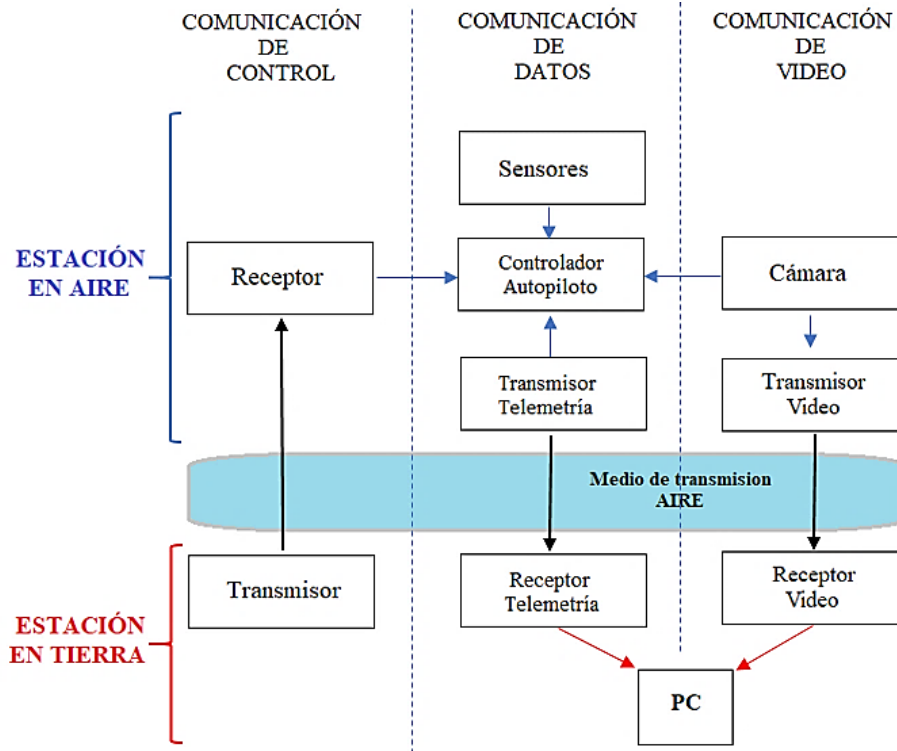 COMUNICACIÓN
DE
CONTROL
COMUNICACIÓN
DE
DATOS
COMUNICACIÓN
DE
VIDEO
Sensores
ESTACIÓN
EN AIRE
Receptor
Controlador
Autopiloto
Cámara
Transmisor
Telemetría
Transmisor
Video
Medio de transmision
AIRE
Transmisor
Receptor
Telemetría
Receptor
Video
ESTACIÓN
EN TIERRA
PC